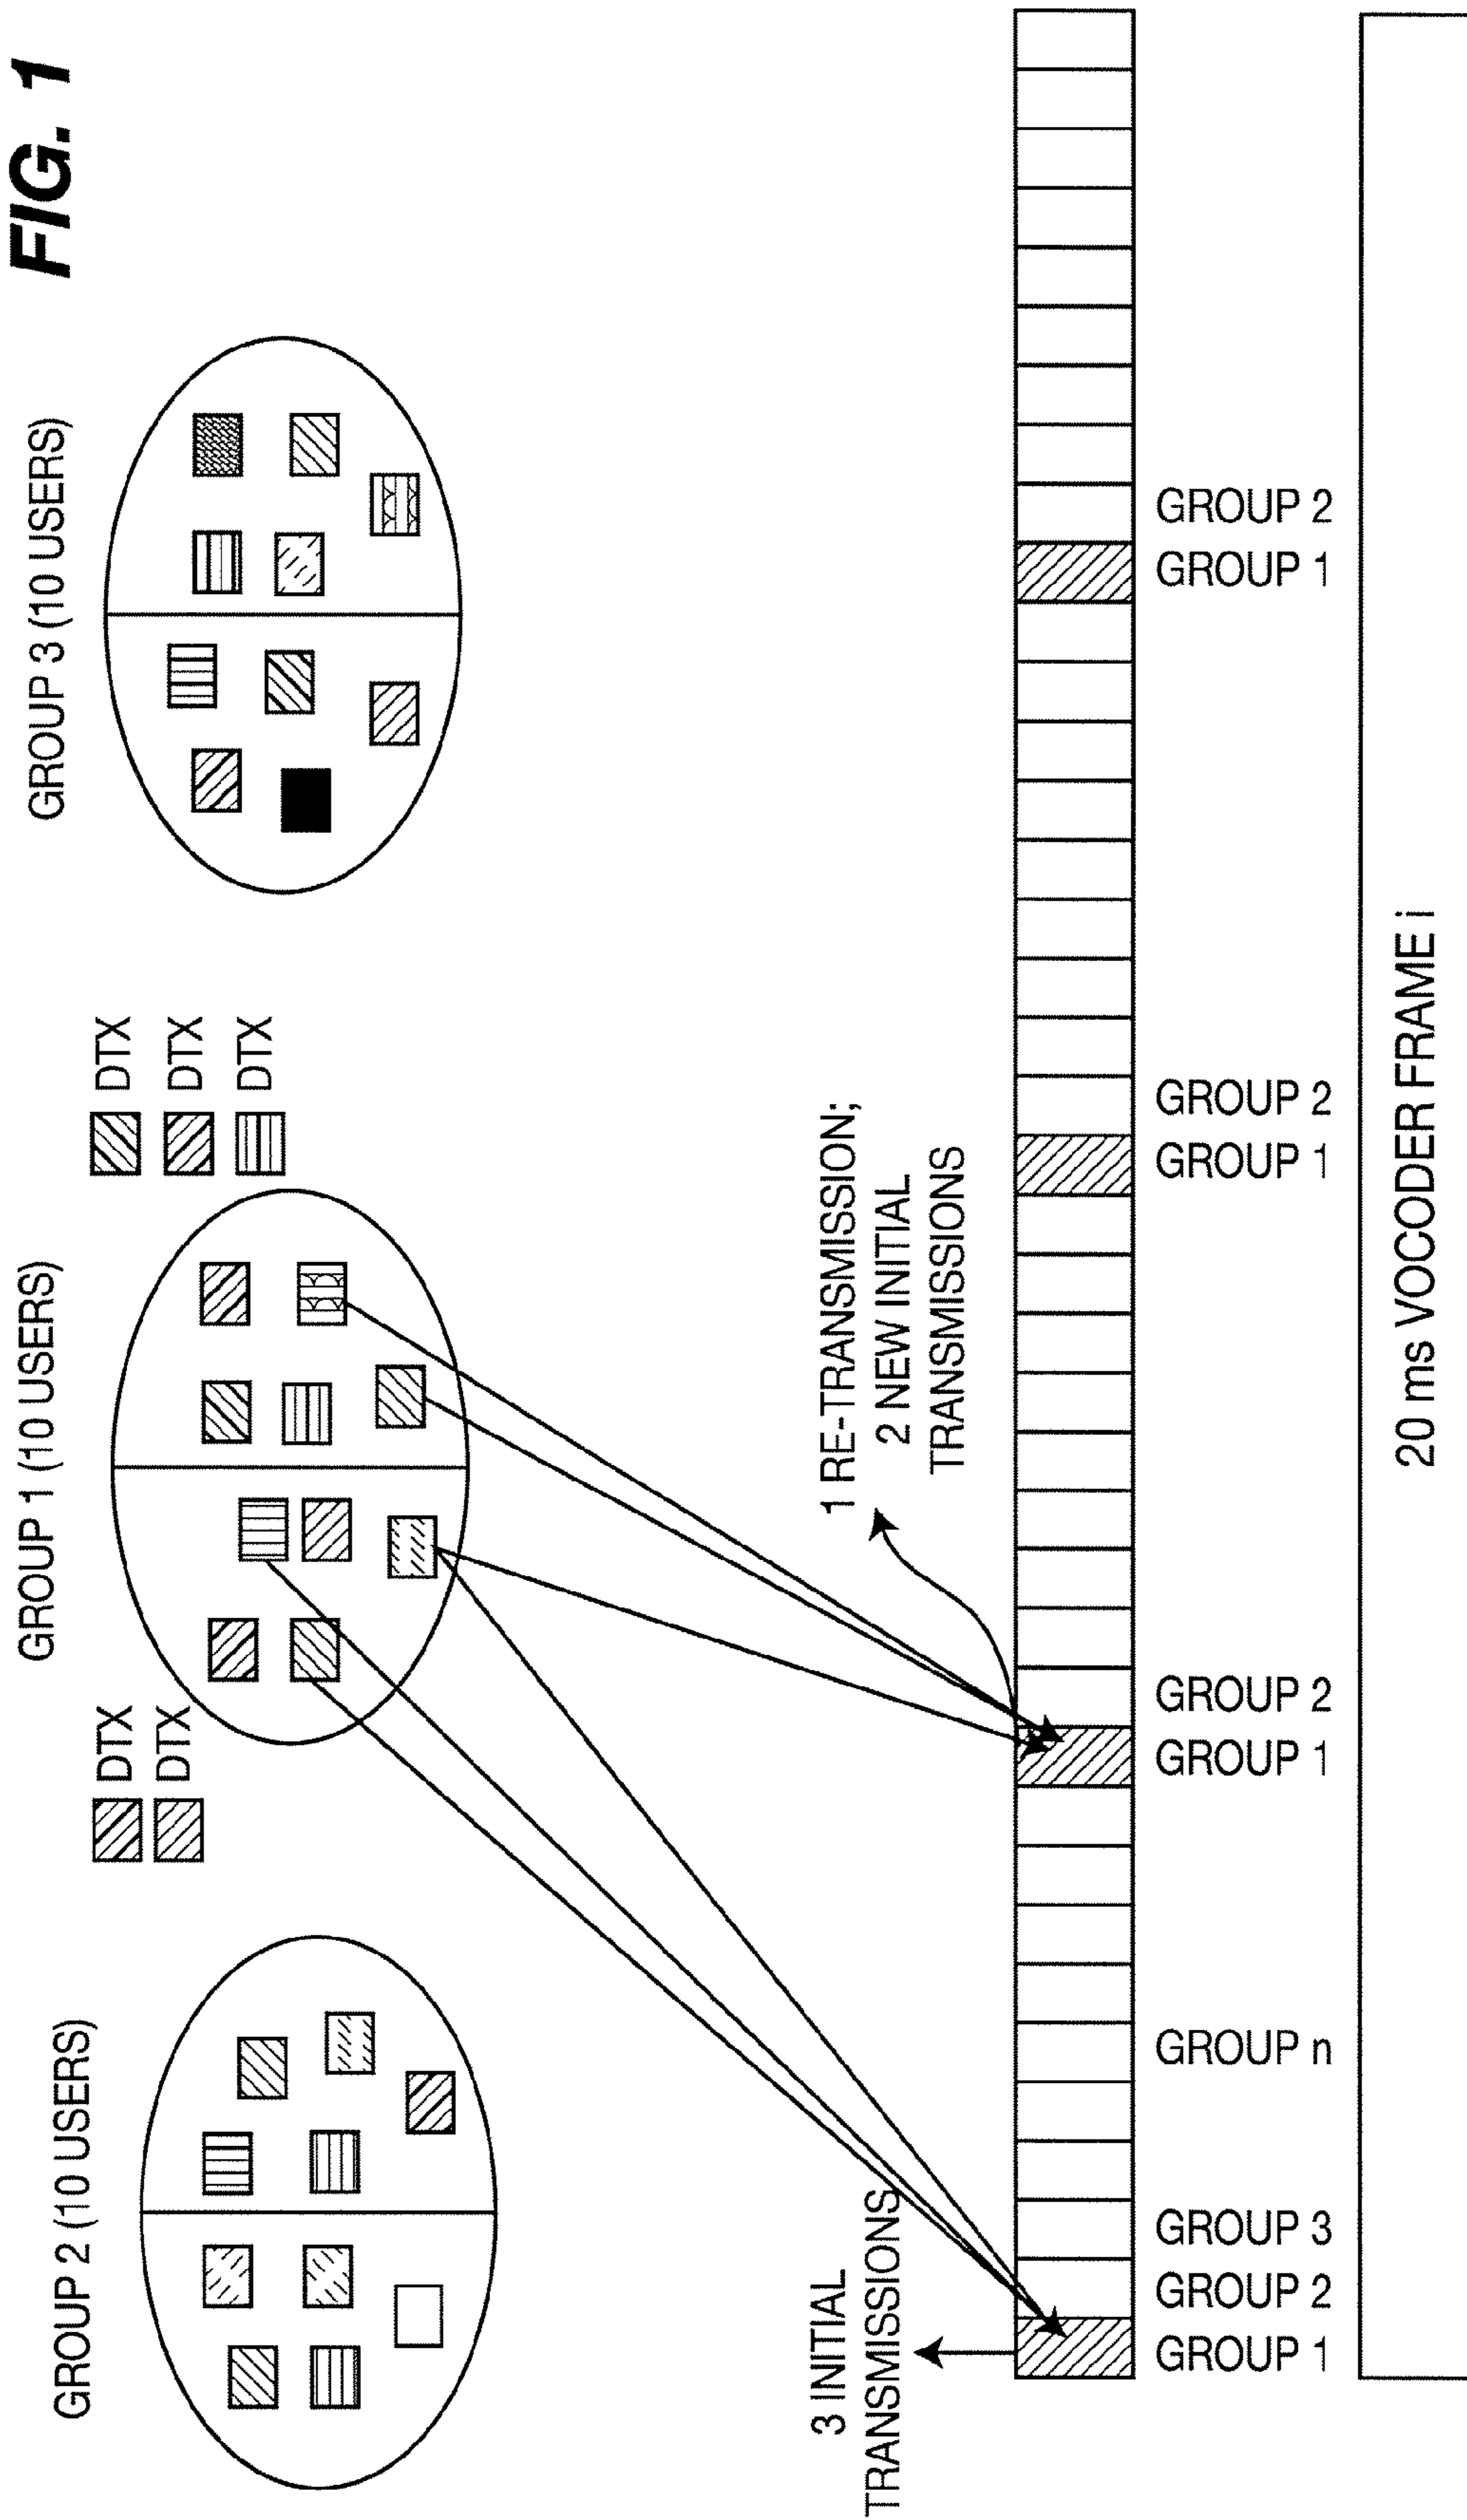 FIG. 1
GROUP 2 (10 USERS)
GROUP 1 (10 USERS)
GROUP 3 (10 USERS)
DTX
DTX
DTX
DTX
DTX
3 INITIAL
TRANSMISSIONS
1 RE-TRANSMISSION;
2 NEW INITIAL
TRANSMISSIONS
GROUP 1
GROUP 2
GROUP 3
GROUP n
GROUP 1
GROUP 2
GROUP 1
GROUP 2
GROUP 1
GROUP 2
20 ms VOCODER FRAME i